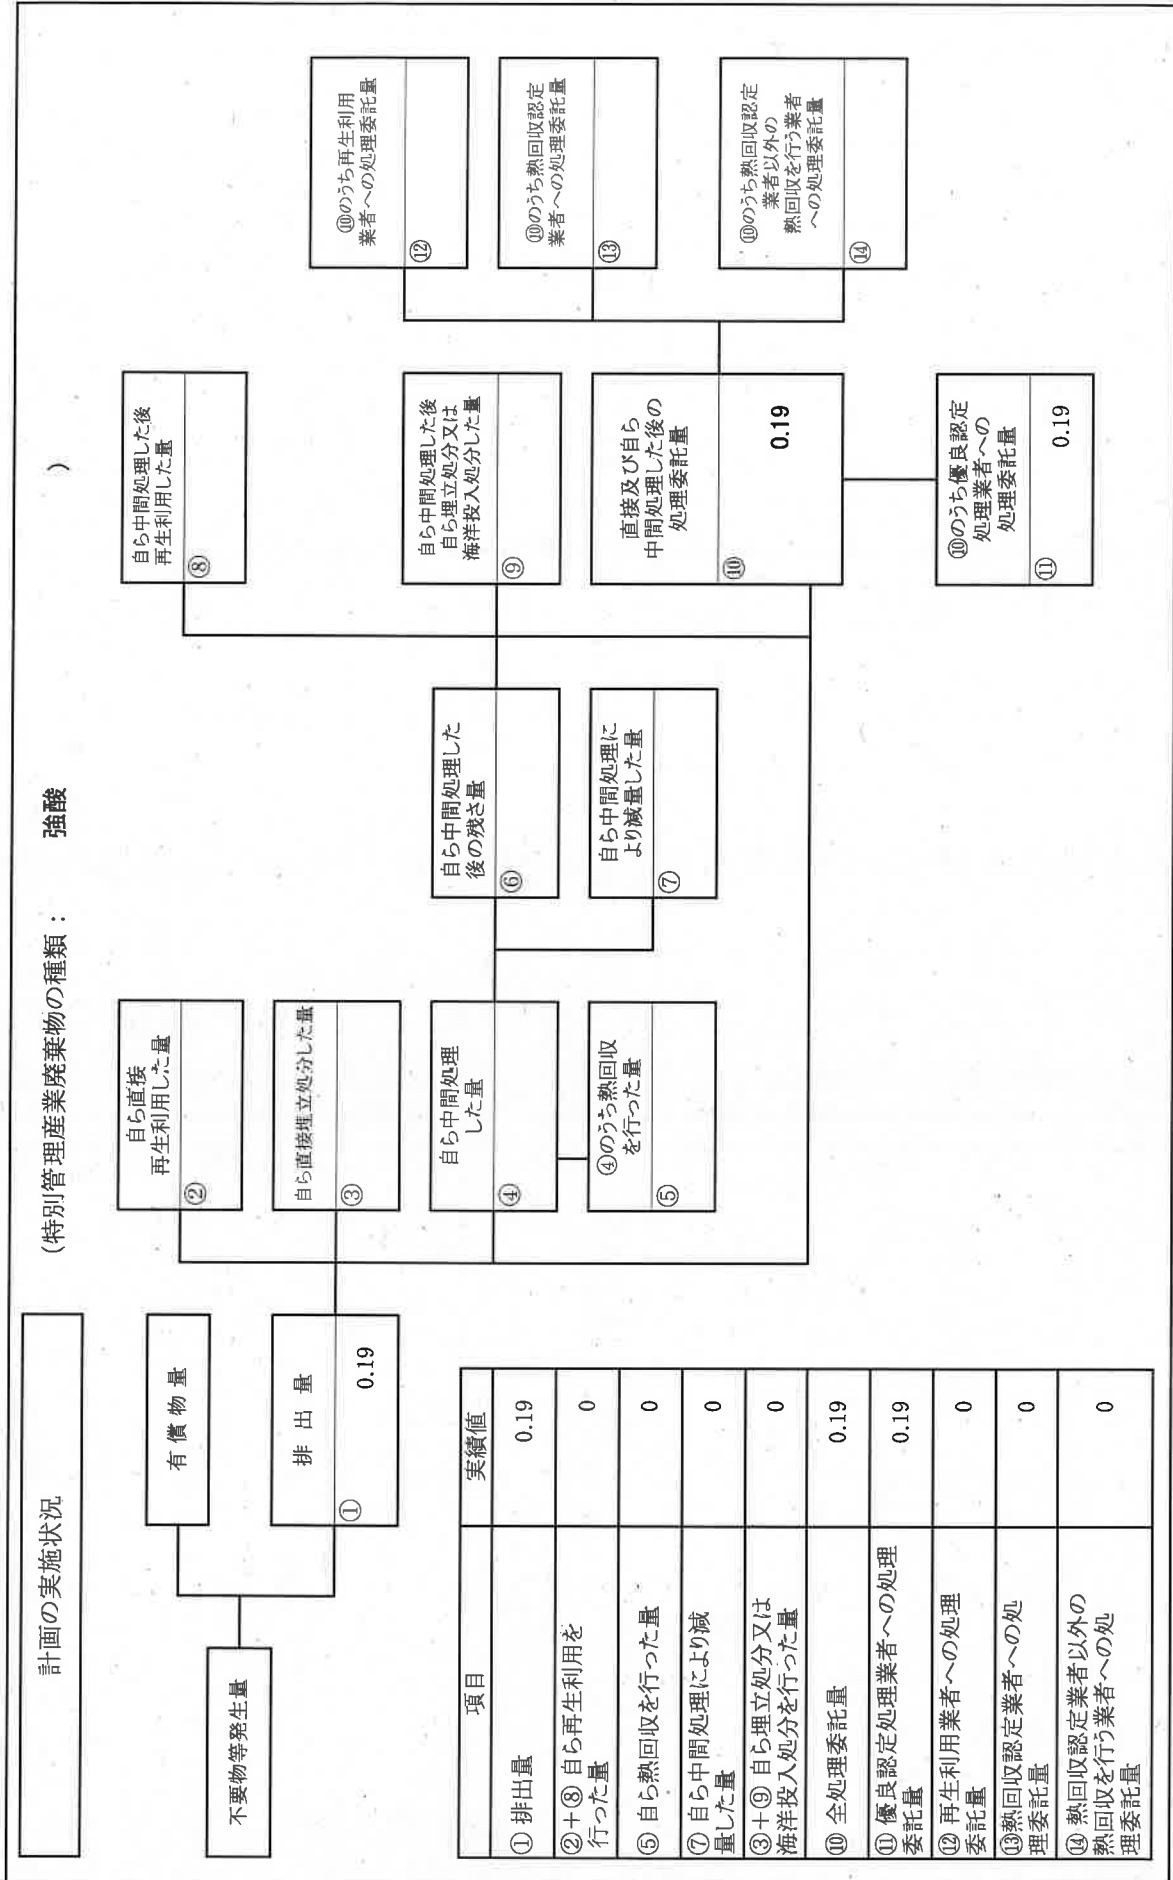 計画の実施状況
(特別管理産業廃棄物の種類： 強酸 )
不要物等発生量
有償物量
排出量
① 0.19
自ら直接
再生利用した量
②
自ら直接埋立処分した量
③
自ら中間処理
した量
④
④のうち熱回収
を行った量
⑤
自ら中間処理した
後の残さ量
⑥
自ら中間処理に
より減量した量
⑦
自ら中間処理した後
再生利用した量
⑧
自ら中間処理した後
自ら埋立処分又は
海洋投入処分した量
⑨
直接及び自ら
中間処理した後の
処理委託量
⑩ 0.19
⑩のうち優良認定
処理業者への
処理委託量
⑪ 0.19
⑩のうち再生利用
業者への処理委託量
⑫
⑩のうち熱回収認定
業者への処理委託量
⑬
⑩のうち熱回収認定
業者以外の
熱回収を行う業者
への処理委託量
⑭
項目 実績値
① 排出量 0.19
②+⑧ 自ら再生利用を
行った量 0
⑤ 自ら熱回収を行った量 0
⑦ 自ら中間処理により減
量した量 0
③+⑨ 自ら埋立処分又は
海洋投入処分を行った量 0
⑩ 全処理委託量 0.19
⑪ 優良認定処理業者への処理
委託量 0.19
⑫ 再生利用業者への処理
委託量 0
⑬熱回収認定業者への処
理委託量 0
⑭ 熱回収認定業者以外の
熱回収を行う業者への処
理委託量 0